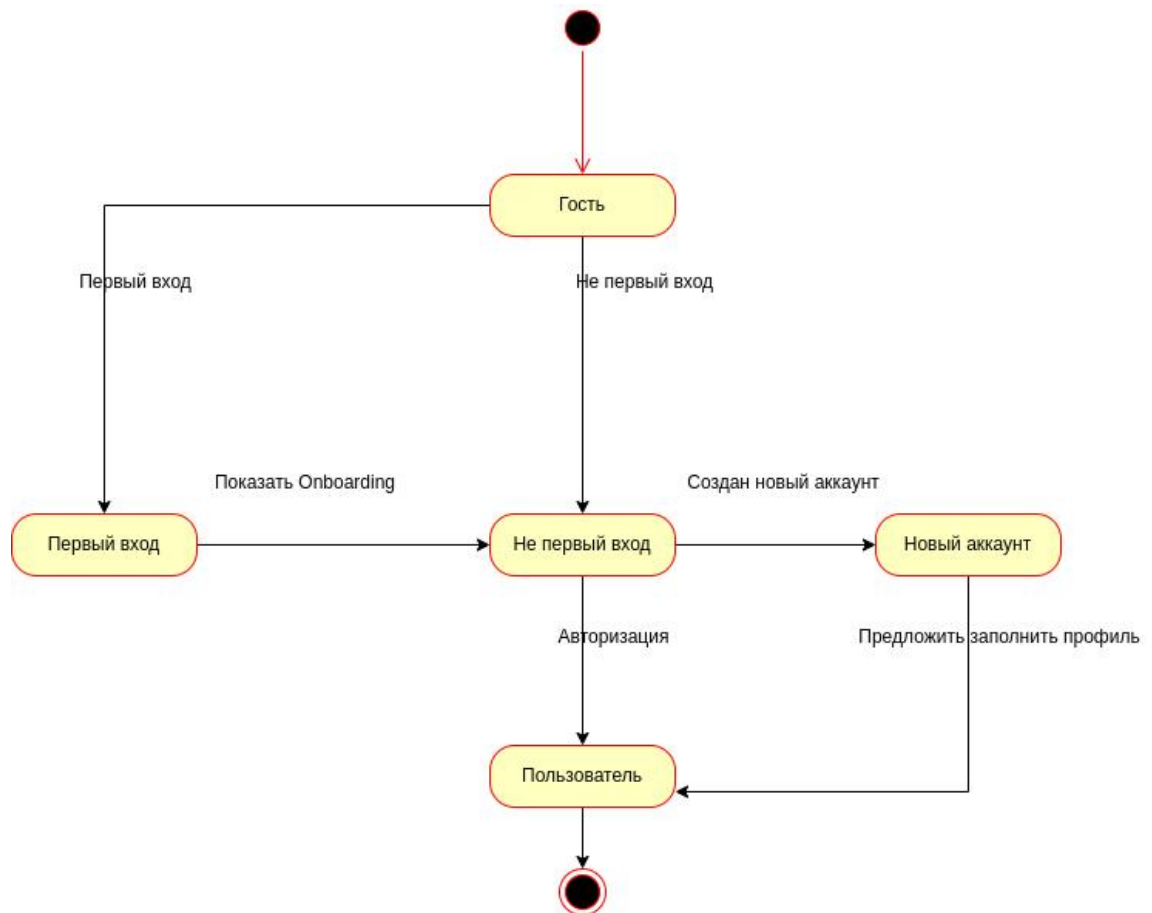 Гость
Первый вход
Не первый вход
Показать Onboarding
Создан новый аккаунт
Первый вход
Не первый вход
Новый аккаунт
Авторизация
Предложить заполнить профиль
Пользователь